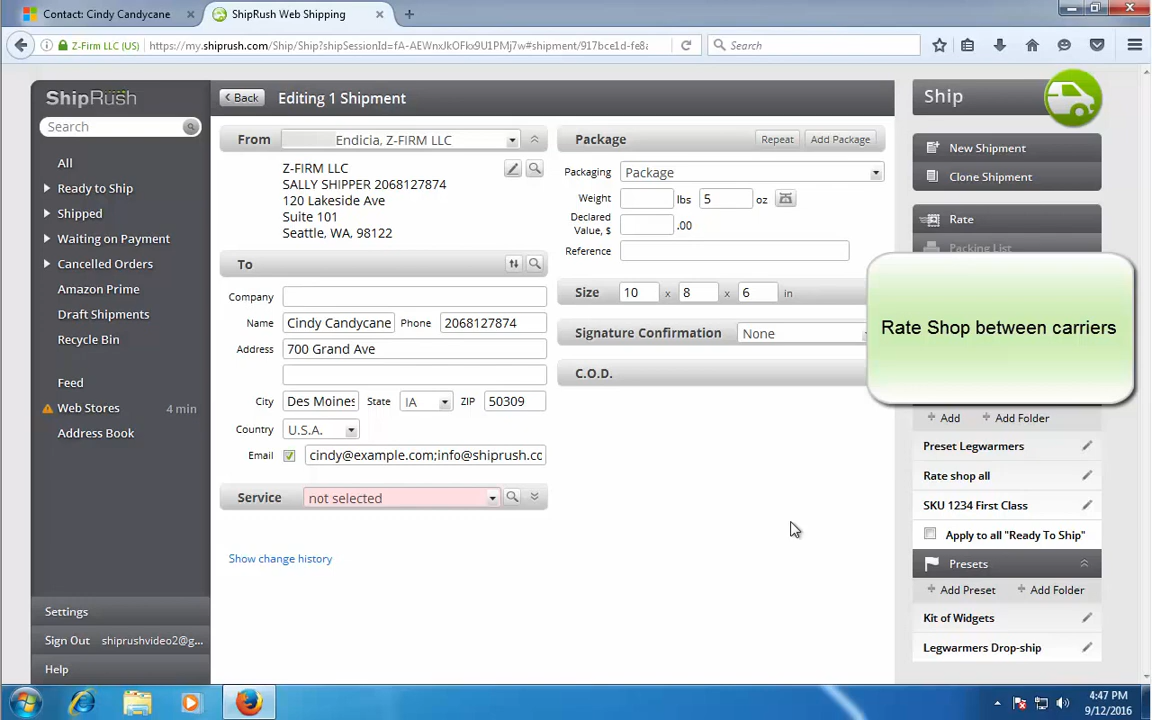 Contact: Cindy Candycane
ShipRush Web Shipping
Z-Firm LLC (US)
https://my.shiprush.com/Ship/Ship?shipSessionId=fA-AEWnxJkOFkx9U1PMj7w#shipment/917bce1d-fe8a
Search
ShipRush
Search
All
Ready to Ship
Shipped
Waiting on Payment
Cancelled Orders
Amazon Prime
Draft Shipments
Recycle Bin
Feed
Web Stores 4 min
Address Book
Settings
Sign Out shiprushvideo2@g...
Help
Back
Editing 1 Shipment
From Endicia, Z-FIRM LLC
Z-FIRM LLC
SALLY SHIPPER 2068127874
120 Lakeside Ave
Suite 101
Seattle, WA, 98122
To
Company
Name Cindy Candycane Phone 2068127874
Address 700 Grand Ave
City Des Moines State IA ZIP 50309
Country U.S.A.
Email cindy@example.com;info@shiprush.co
Service not selected
Show change history
Package Repeat Add Package
Packaging Package
Weight lbs 5 oz
Declared
Value, $ .00
Reference
Size 10 x 8 x 6 in
Signature Confirmation None
C.O.D.
Ship
New Shipment
Clone Shipment
Rate
Packing List
Rate Shop between carriers
Add Add Folder
Preset Legwarmers
Rate shop all
SKU 1234 First Class
Apply to all "Ready To Ship"
Presets
Add Preset Add Folder
Kit of Widgets
Legwarmers Drop-ship
4:47 PM
9/12/2016